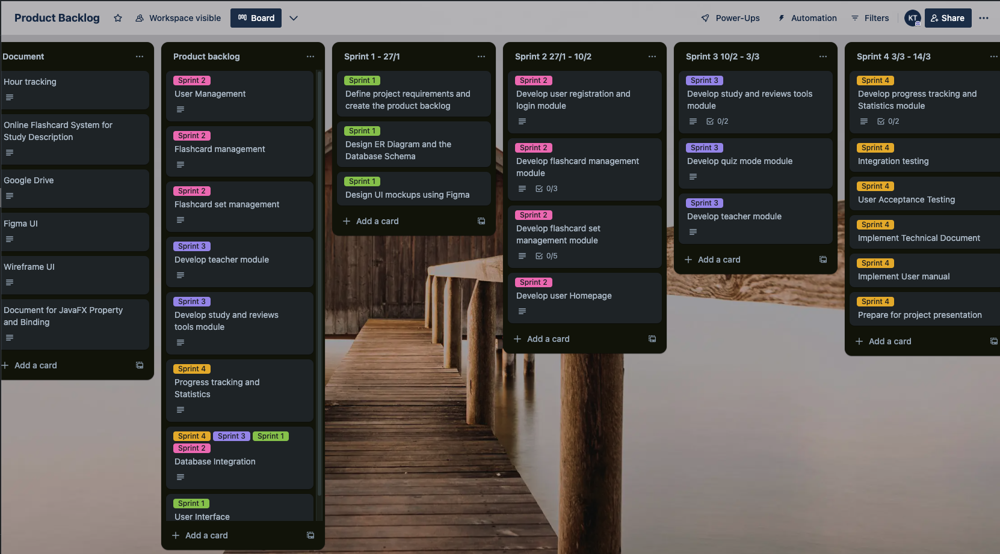 Product Backlog
Workspace visible
Board
Power-Ups
Automation
Filters
KT
Share
Document
Hour tracking
Online Flashcard System for
Study Description
Google Drive
Figma UI
Wireframe UI
Document for JavaFX Property
and Binding
Add a card
Product backlog
Sprint 2
User Management
Sprint 2
Flashcard management
Sprint 2
Flashcard set management
Sprint 3
Develop teacher module
Sprint 3
Develop study and reviews
tools module
Sprint 4
Progress tracking and
Statistics
Sprint 4 Sprint 3 Sprint 1
Sprint 2
Database Integration
Sprint 1
User Interface
Add a card
Sprint 1 - 27/1
Sprint 1
Define project requirements and
create the product backlog
Sprint 1
Design ER Diagram and the
Database Schema
Sprint 1
Design UI mockups using Figma
Add a card
Sprint 2 27/1 - 10/2
Sprint 2
Develop user registration and
login module
Sprint 2
Develop flashcard management
module
0/3
Sprint 2
Develop flashcard set
management module
0/5
Sprint 2
Develop user Homepage
Add a card
Sprint 3 10/2 - 3/3
Sprint 3
Develop study and reviews tools
module
0/2
Sprint 3
Develop quiz mode module
Sprint 3
Develop teacher module
Add a card
Sprint 4 3/3 - 14/3
Sprint 4
Develop progress tracking and
Statistics module
0/2
Sprint 4
Integration testing
Sprint 4
User Acceptance Testing
Sprint 4
Implement Technical Document
Sprint 4
Implement User manual
Sprint 4
Prepare for project presentation
Add a card